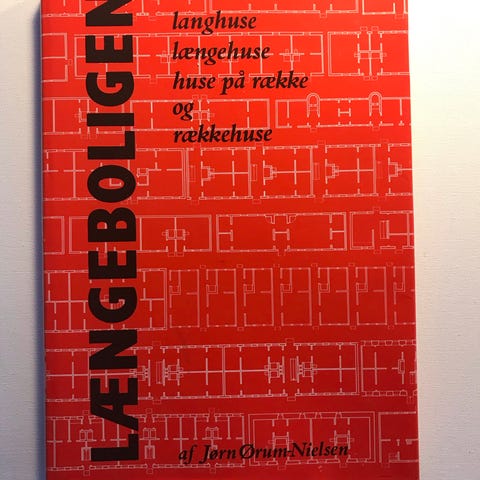 LÆNGEBOLIGEN
langhuse
længehuse
huse på række
og
rækkehuse
af Jørn Ørum-Nielsen